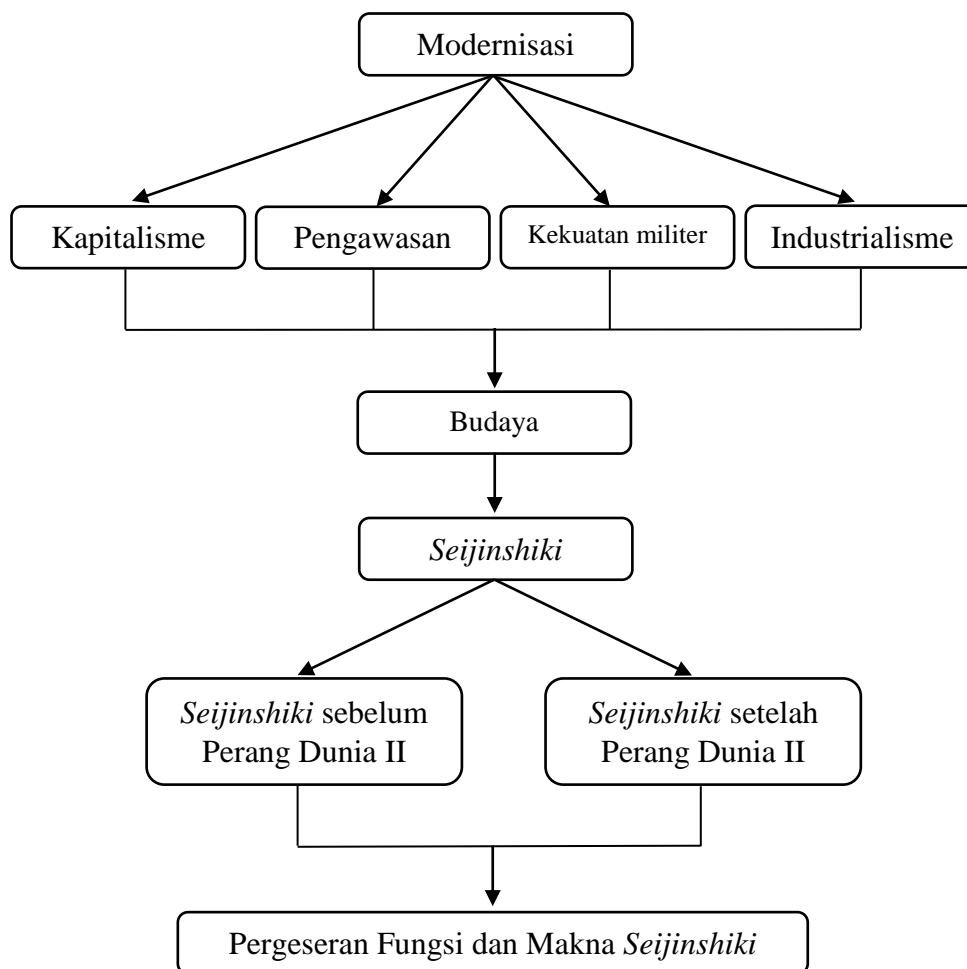 Modernisasi
Kapitalisme
Pengawasan
Kekuatan militer
Industrialisme
Budaya
Seijinshiki
Seijinshiki sebelum
Perang Dunia II
Seijinshiki setelah
Perang Dunia II
Pergeseran Fungsi dan Makna Seijinshiki